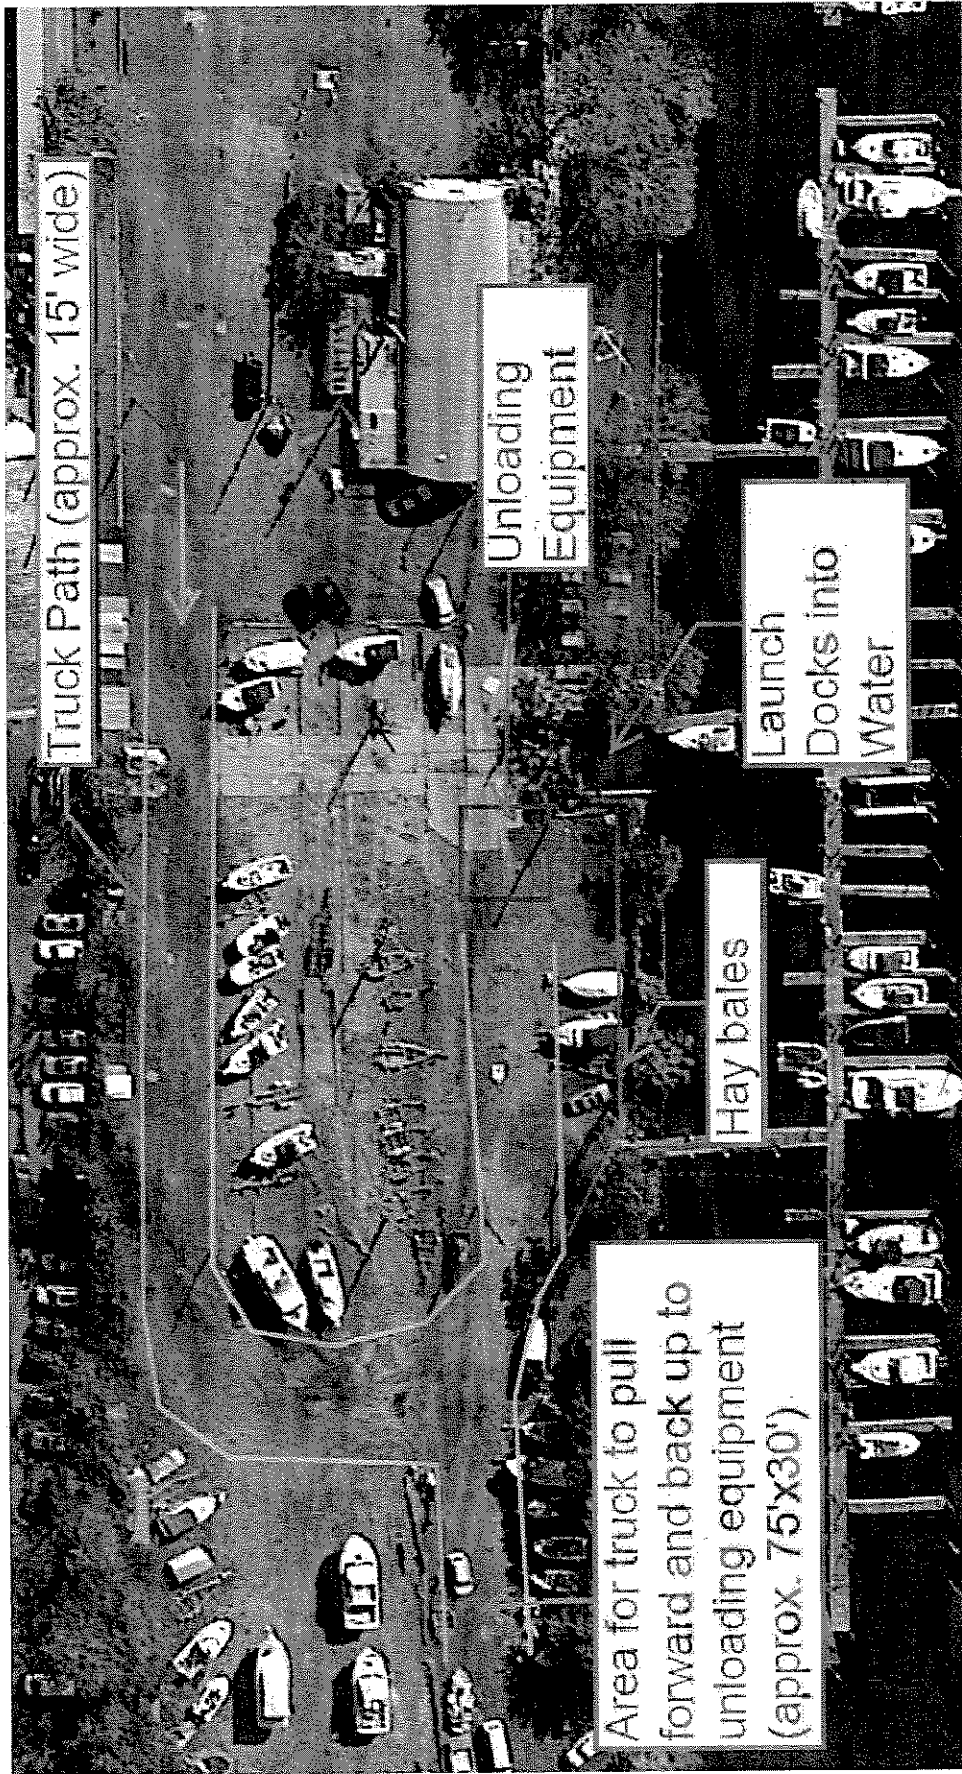 Truck Path (approx. 15' wide)
Unloading
Equipment
Launch
Docks into
Water
Hay bales
Area for truck to pull
forward and back up to
unloading equipment
(approx. 75'x30')